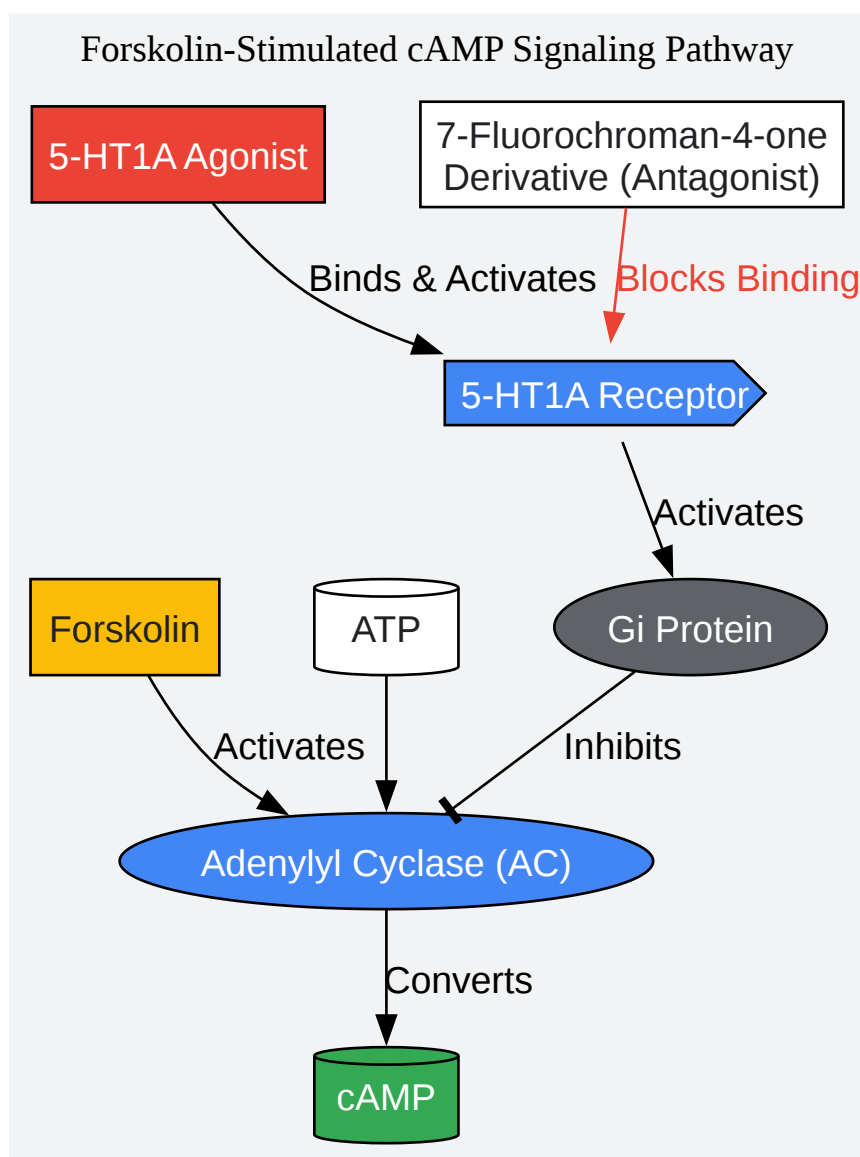 Forskolin-Stimulated cAMP Signaling Pathway
5-HT1A Agonist
7-Fluorochroman-4-one
Derivative (Antagonist)
Binds & Activates
Blocks Binding
5-HT1A Receptor
Activates
Forskolin
ATP
Gi Protein
Activates
Inhibits
Adenylyl Cyclase (AC)
Converts
cAMP